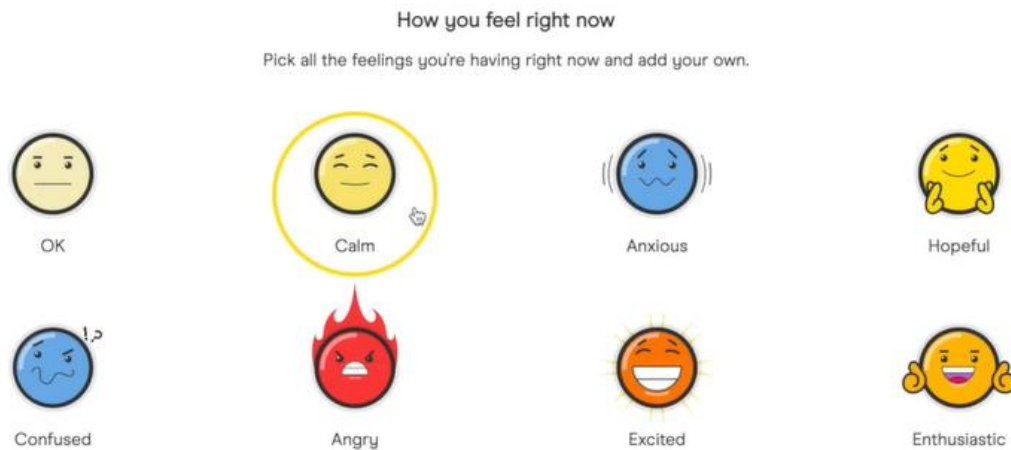 How you feel right now
Pick all the feelings you're having right now and add your own.
OK
Calm
Anxious
Hopeful
!?
Confused
Angry
Excited
Enthusiastic